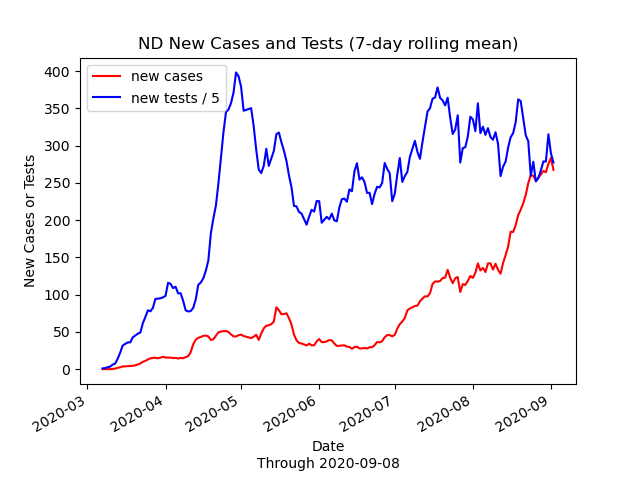 ND New Cases and Tests (7-day rolling mean)
new cases
new tests / 5
400
350
300
250
200
150
100
50
0
New Cases or Tests
2020-03
2020-04
2020-05
2020-06
2020-07
2020-08
2020-09
Date
Through 2020-09-08